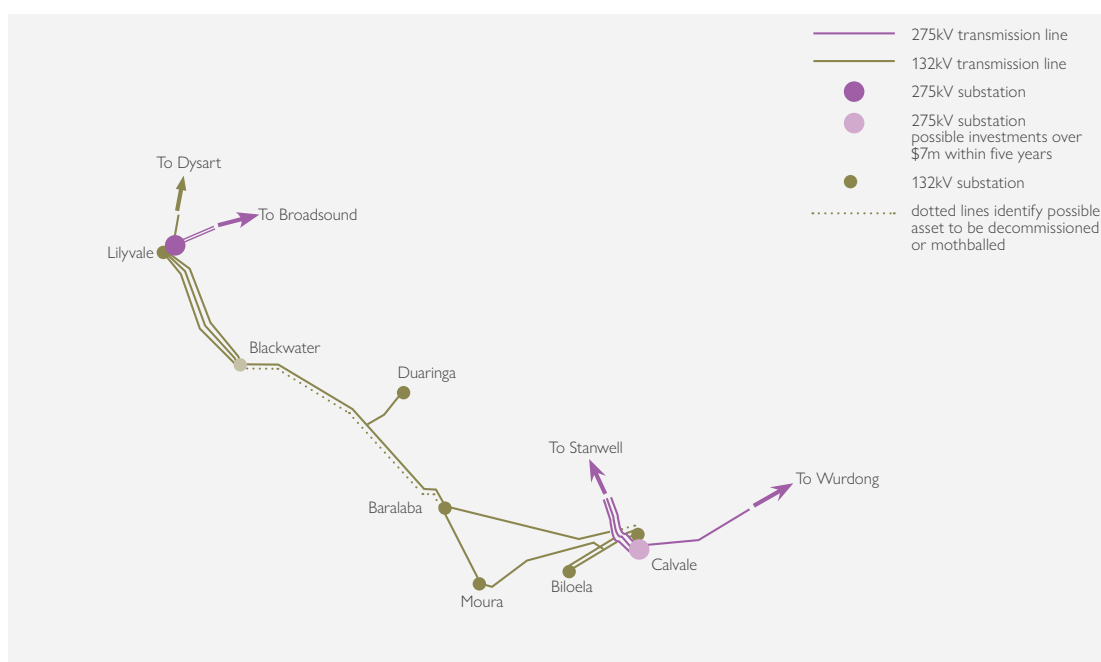 275kV transmission line
132kV transmission line
275kV substation
275kV substation
possible investments over
$7m within five years
132kV substation
dotted lines identify possible
asset to be decommissioned
or mothballed
To Dysart
To Broadsound
Lilyvale
Blackwater
Duaringa
To Stanwell
To Wurdong
Baralaba
Calvale
Biloela
Moura